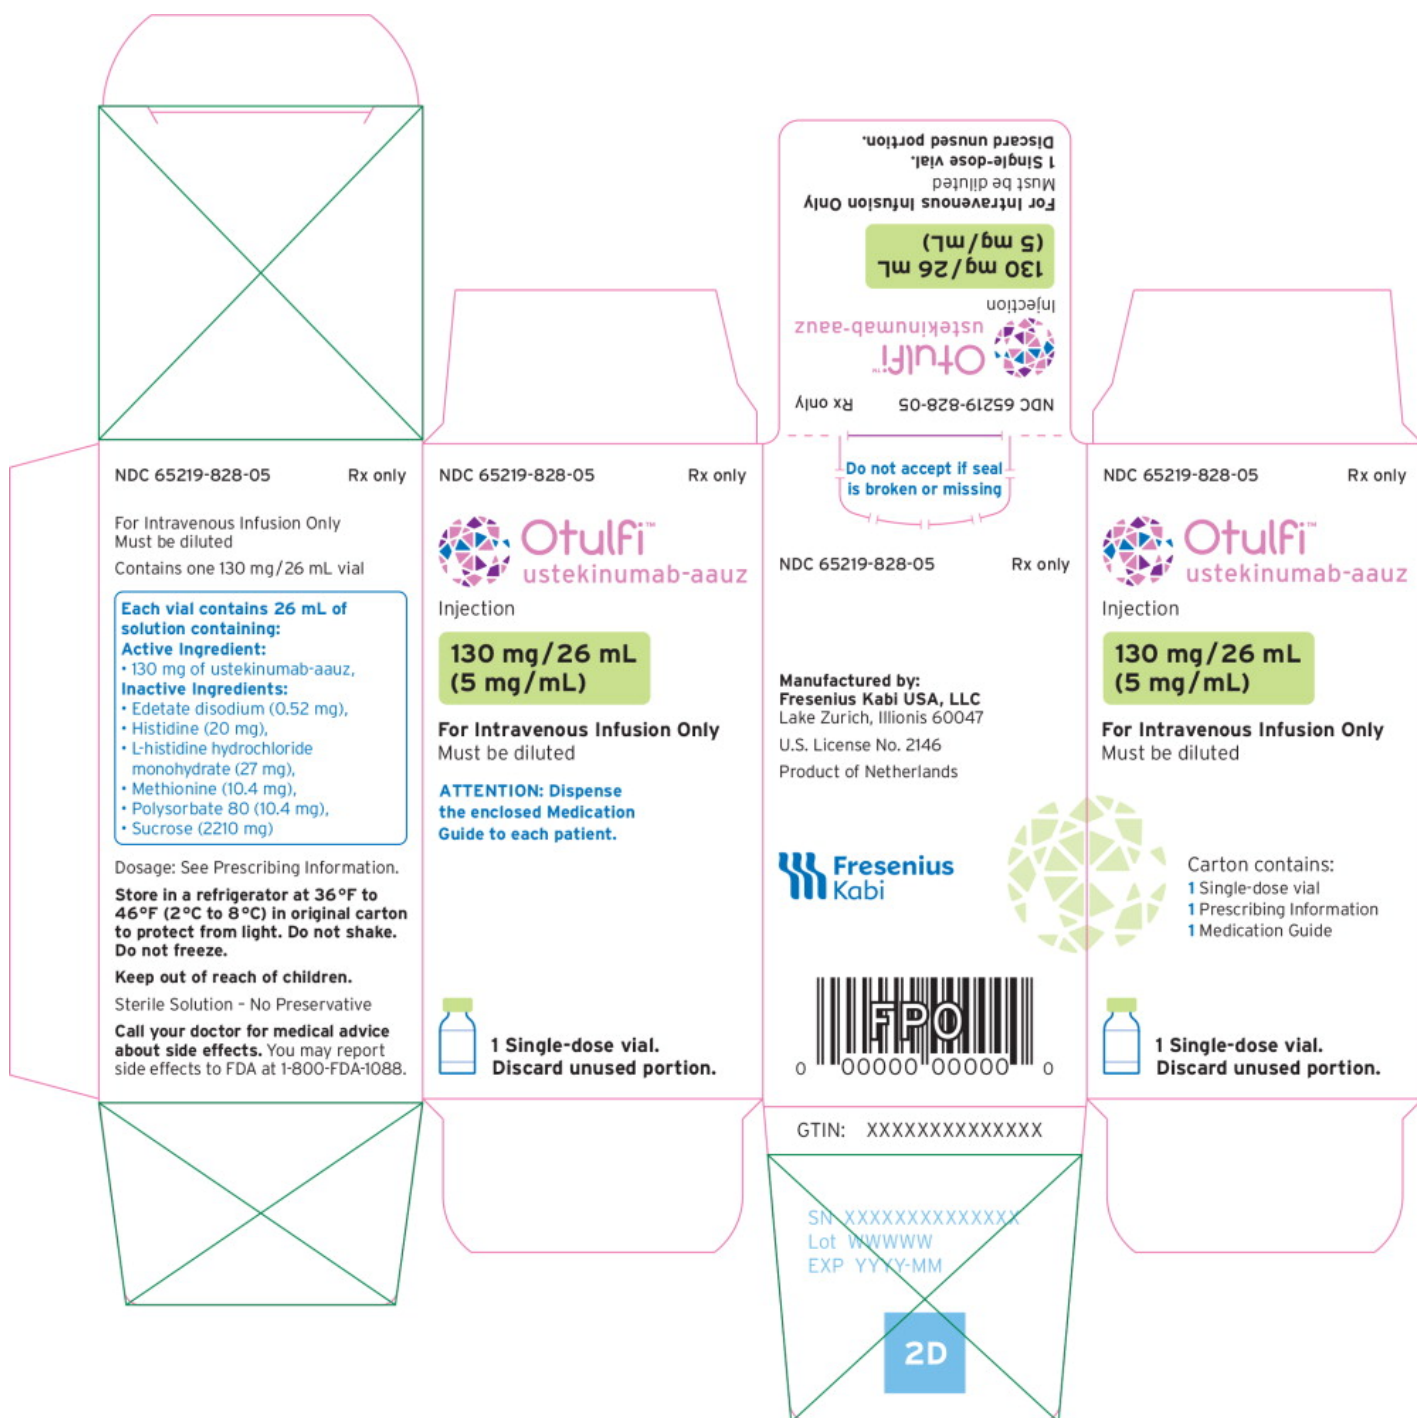 Discard unused portion.
1 Single-dose vial.
Must be diluted
For Intravenous Infusion Only
(5 mg/mL)
130 mg/26 mL
Injection
ustekinumab-aauz
Otulfi™
NDC 65219-828-05 Rx only
NDC 65219-828-05 Rx only
For Intravenous Infusion Only
Must be diluted
Contains one 130 mg/26 mL vial
Each vial contains 26 mL of
solution containing:
Active Ingredient:
• 130 mg of ustekinumab-aauz,
Inactive Ingredients:
• Edetate disodium (0.52 mg),
• Histidine (20 mg),
• L-histidine hydrochloride
monohydrate (27 mg),
• Methionine (10.4 mg),
• Polysorbate 80 (10.4 mg),
• Sucrose (2210 mg)
Dosage: See Prescribing Information.
Store in a refrigerator at 36°F to
46°F (2°C to 8°C) in original carton
to protect from light. Do not shake.
Do not freeze.
Keep out of reach of children.
Sterile Solution – No Preservative
Call your doctor for medical advice
about side effects. You may report
side effects to FDA at 1-800-FDA-1088.
NDC 65219-828-05 Rx only
Otulfi™
ustekinumab-aauz
Injection
130 mg/26 mL
(5 mg/mL)
For Intravenous Infusion Only
Must be diluted
ATTENTION: Dispense
the enclosed Medication
Guide to each patient.
1 Single-dose vial.
Discard unused portion.
Do not accept if seal
is broken or missing
NDC 65219-828-05 Rx only
Manufactured by:
Fresenius Kabi USA, LLC
Lake Zurich, Illionis 60047
U.S. License No. 2146
Product of Netherlands
Fresenius
Kabi
FPO
0 00000 00000 0
GTIN: XXXXXXXXXXXXXX
SN XXXXXXXXXXXXXX
Lot WWWWW
EXP YYYY-MM
2D
NDC 65219-828-05 Rx only
Otulfi™
ustekinumab-aauz
Injection
130 mg/26 mL
(5 mg/mL)
For Intravenous Infusion Only
Must be diluted
Carton contains:
1 Single-dose vial
1 Prescribing Information
1 Medication Guide
1 Single-dose vial.
Discard unused portion.